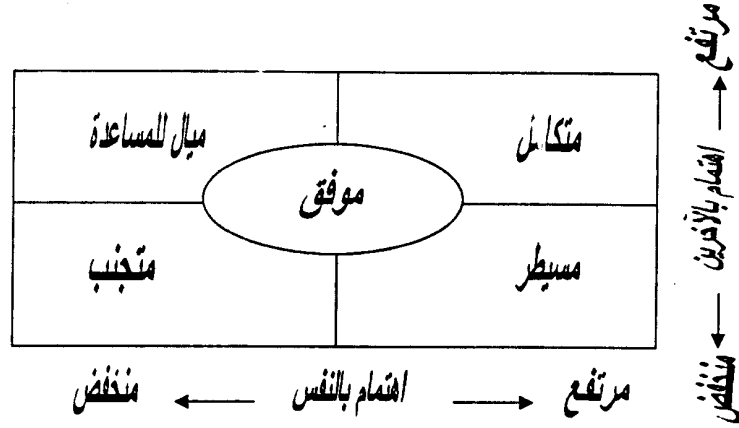 مرتفع
اهتمام بالآخرين
منخفض
متكامل
ميال للمساعدة
موفق
مسيطر
متجنب
مرتفع
اهتمام بالنفس
منخفض